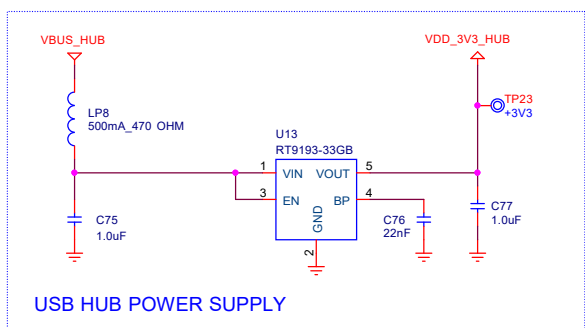 VBUS_HUB
VDD_3V3_HUB
LP8
500mA_470 OHM
TP23
+3V3
U13
RT9193-33GB
1
VIN
VOUT
5
3
EN
BP
4
GND
2
C75
1.0uF
C76
22nF
C77
1.0uF
USB HUB POWER SUPPLY